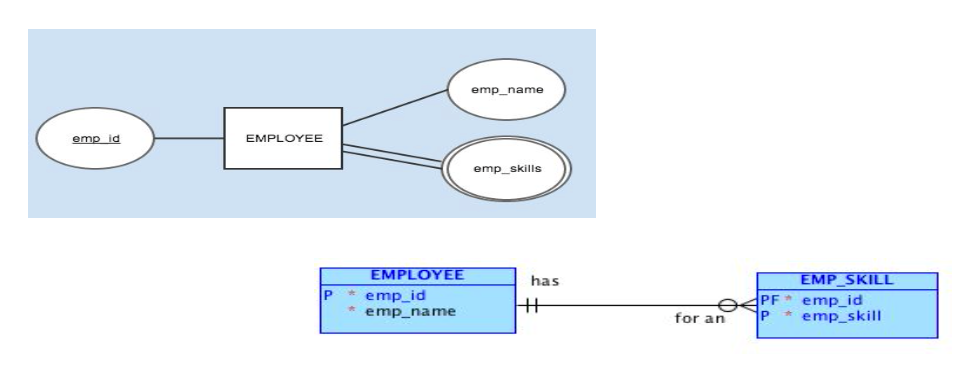 emp_name
emp_id
EMPLOYEE
emp_skills
EMPLOYEE
P * emp_id
* emp_name
has
for an
EMP_SKILL
PF * emp_id
P * emp_skill